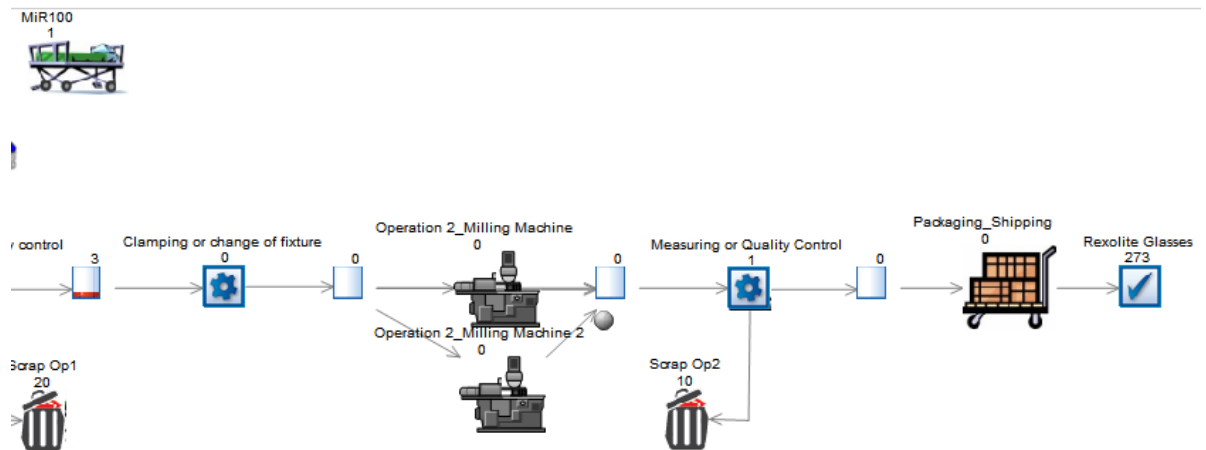 MiR100
1
Operation 2_Milling Machine
0
Packaging_Shipping
0
y control
3
Clamping or change of fixture
0
0
0
Measuring or Quality Control
1
0
Rexolite Glasses
273
Operation 2_Milling Machine 2
0
Scrap Op1
20
Scrap Op2
10